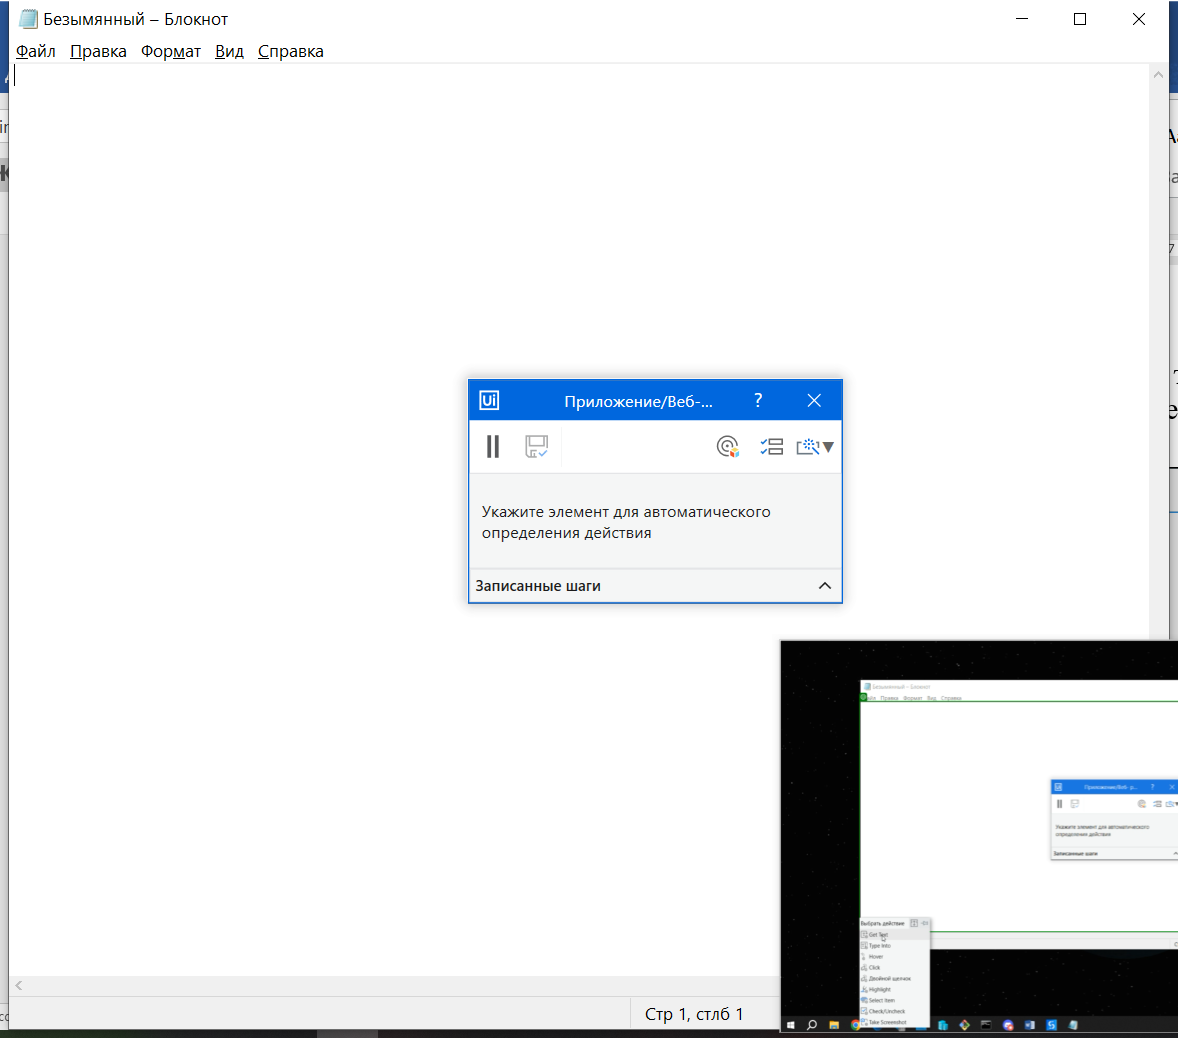 Безымянный – Блокнот
Файл Правка Формат Вид Справка
Ui Приложение/Веб-... ?
Укажите элемент для автоматического
определения действия
Записанные шаги
Стр 1, стлб 1
Безымянный – Блокнот
Правка Формат Вид Справка
Приложение/Веб- р... ?
Укажите элемент для автоматического
определения действия
Записанные шаги
Выбрать действие
Get Text
Type Into
Hover
Click
Двойной щелчок
Highlight
Select Item
Check/Uncheck
Take Screenshot